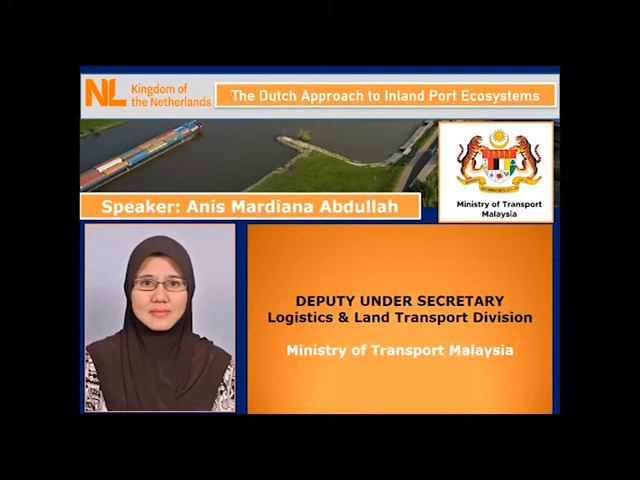 NL Kingdom of
the Netherlands
The Dutch Approach to Inland Port Ecosystems
Speaker: Anis Mardiana Abdullah
Ministry of Transport
Malaysia
DEPUTY UNDER SECRETARY
Logistics & Land Transport Division
Ministry of Transport Malaysia